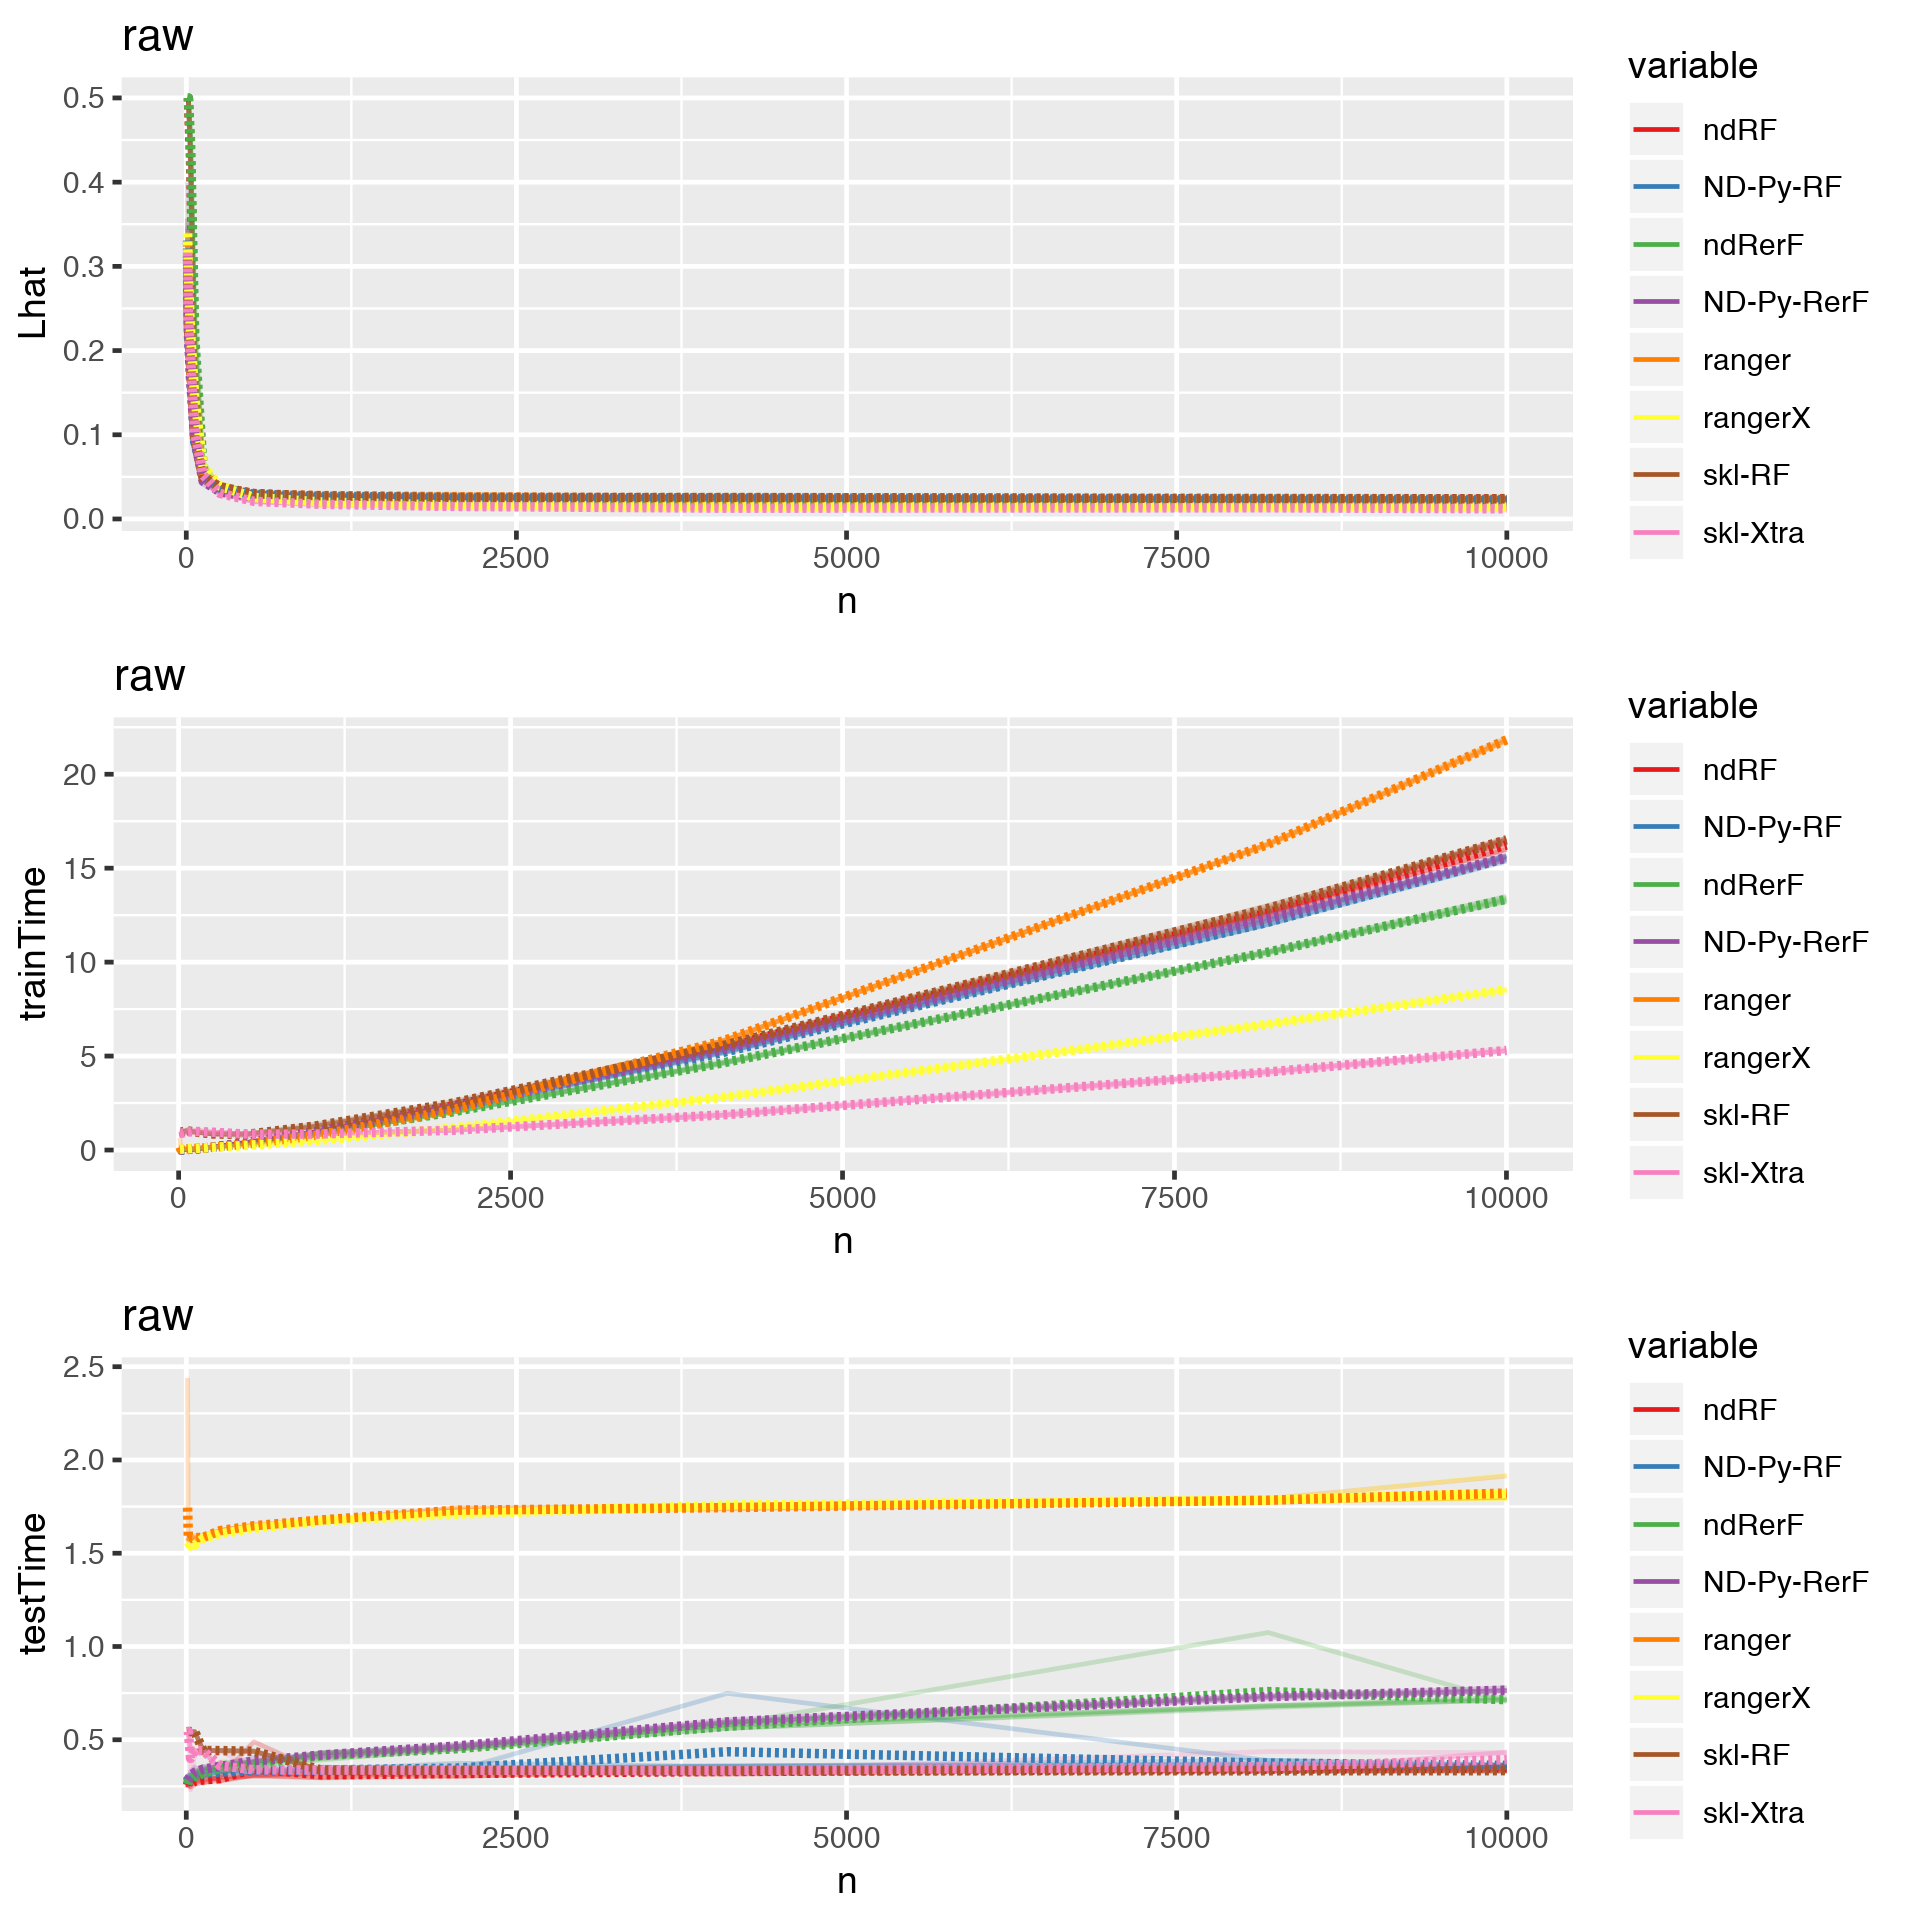 raw
Lhat
0.5
0.4
0.3
0.2
0.1
0.0
0 2500 5000 7500 10000
n
variable
ndRF
ND-Py-RF
ndRerF
ND-Py-RerF
ranger
rangerX
skl-RF
skl-Xtra
raw
trainTime
20
15
10
5
0
0 2500 5000 7500 10000
n
variable
ndRF
ND-Py-RF
ndRerF
ND-Py-RerF
ranger
rangerX
skl-RF
skl-Xtra
raw
testTime
2.5
2.0
1.5
1.0
0.5
0 2500 5000 7500 10000
n
variable
ndRF
ND-Py-RF
ndRerF
ND-Py-RerF
ranger
rangerX
skl-RF
skl-Xtra